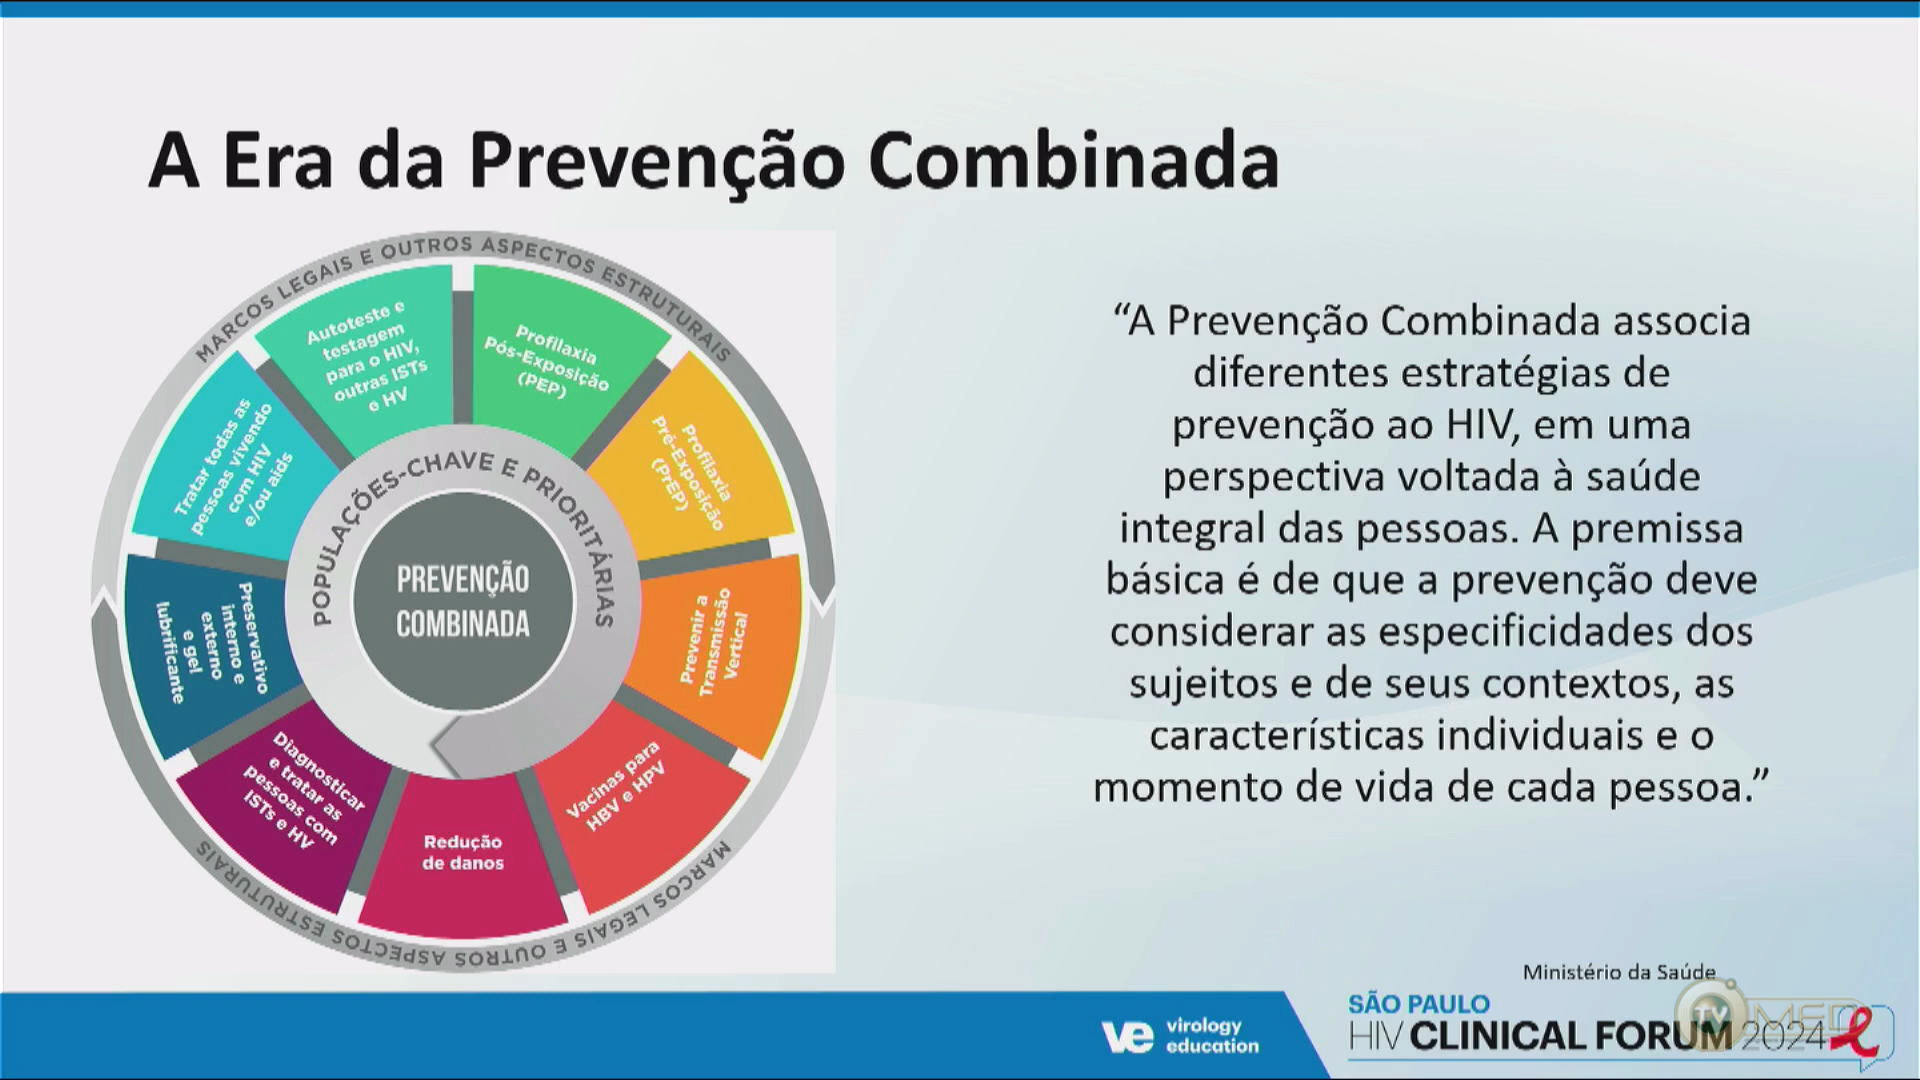 A Era da Prevenção Combinada
MARCOS LEGAIS E OUTROS ASPECTOS ESTRUTURAIS
Autoteste e
testagem
para o HIV,
outras ISTs
e HV
Profilaxia
Pós-Exposição
(PEP)
Profilaxia
Pré-Exposição
(PrEP)
Prevenir a
Transmissão
Vertical
Vacinas para
HBV e HPV
Redução
de danos
Diagnosticar
e tratar as
pessoas com
ISTs e HV
Preservativo
interno e
externo
e gel
lubrificante
Tratar todas as
pessoas vivendo
com HIV
e/ou aids
POPULAÇÕES-CHAVE E PRIORITÁRIAS
PREVENÇÃO
COMBINADA
MARCOS LEGAIS E OUTROS ASPECTOS ESTRUTURAIS
“A Prevenção Combinada associa
diferentes estratégias de
prevenção ao HIV, em uma
perspectiva voltada à saúde
integral das pessoas. A premissa
básica é de que a prevenção deve
considerar as especificidades dos
sujeitos e de seus contextos, as
características individuais e o
momento de vida de cada pessoa.”
Ministério da Saúde
ve virology
education
SÃO PAULO
HIV CLINICAL FORUM 2024
TV MED